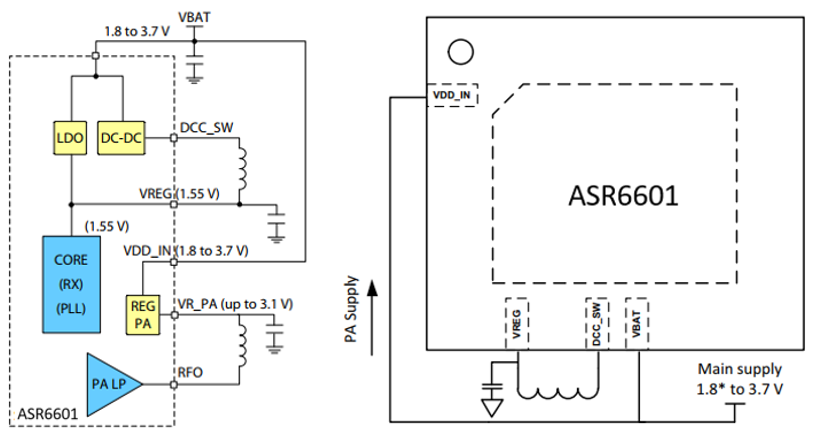 VBAT
1.8 to 3.7 V
LDO
DC-DC
DCC_SW
VREG (1.55 V)
(1.55 V)
VDD_IN (1.8 to 3.7 V)
CORE
(RX)
(PLL)
REG
PA
VR_PA (up to 3.1 V)
PA LP
RFO
ASR6601
VDD_IN
ASR6601
PA Supply
VREG
DCC_SW
VBAT
Main supply
1.8* to 3.7 V